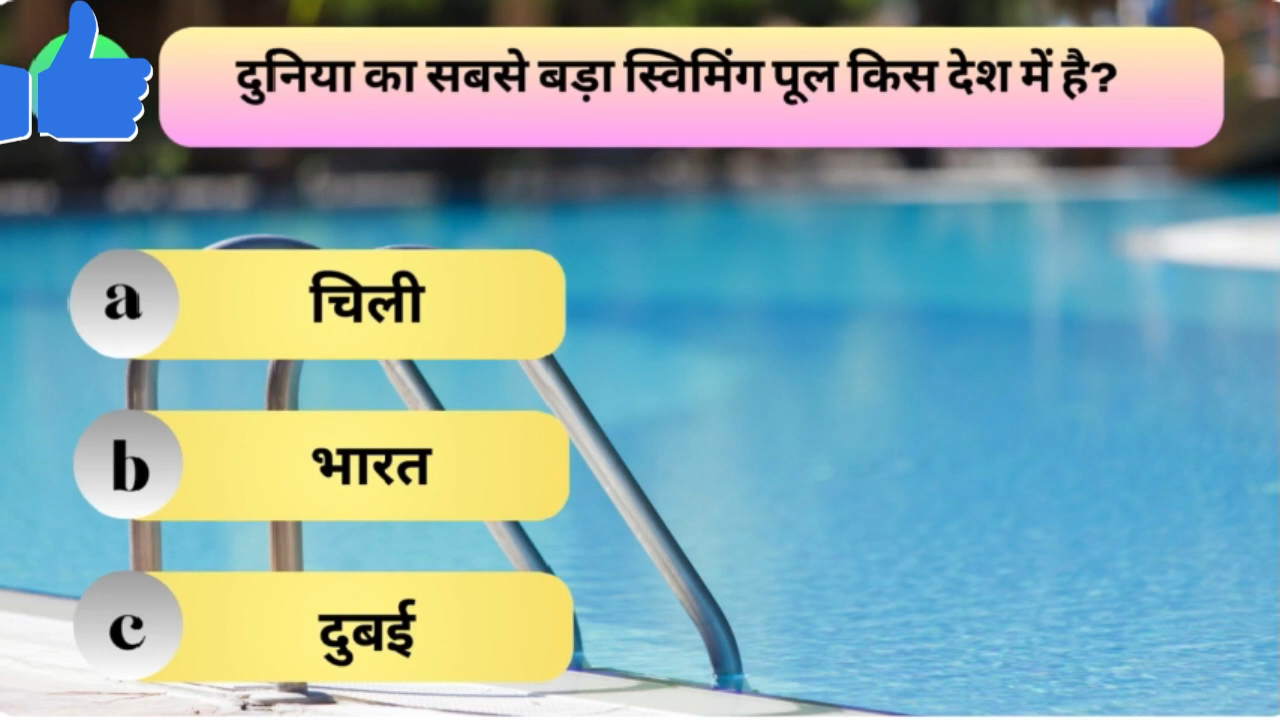 दुनिया का सबसे बड़ा स्विमिंग पूल किस देश में है?
a चिली
b भारत
c दुबई